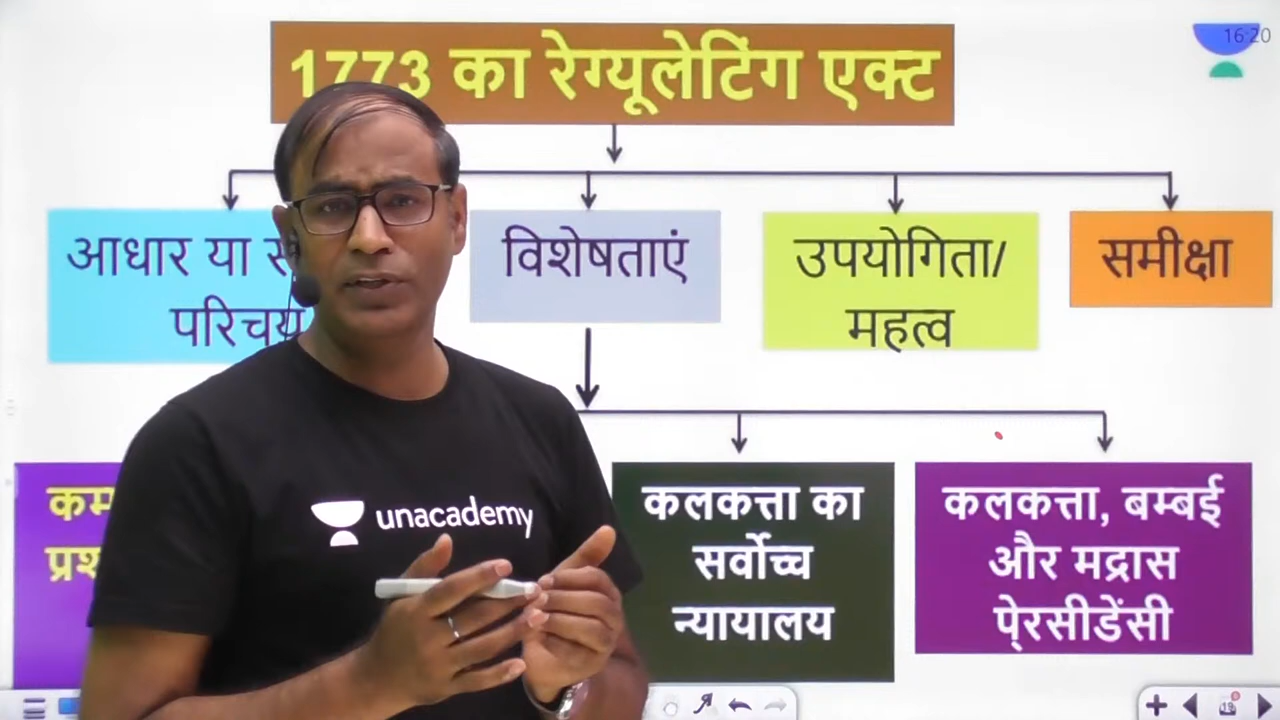 16:20
1773 का रेग्यूलेटिंग एक्ट
आधार या
परिचय
विशेषताएं
उपयोगिता/
महत्व
समीक्षा
कलकत्ता का
सर्वोच्च
न्यायालय
कलकत्ता, बम्बई
और मद्रास
पे्रसीडेंसी
unacademy